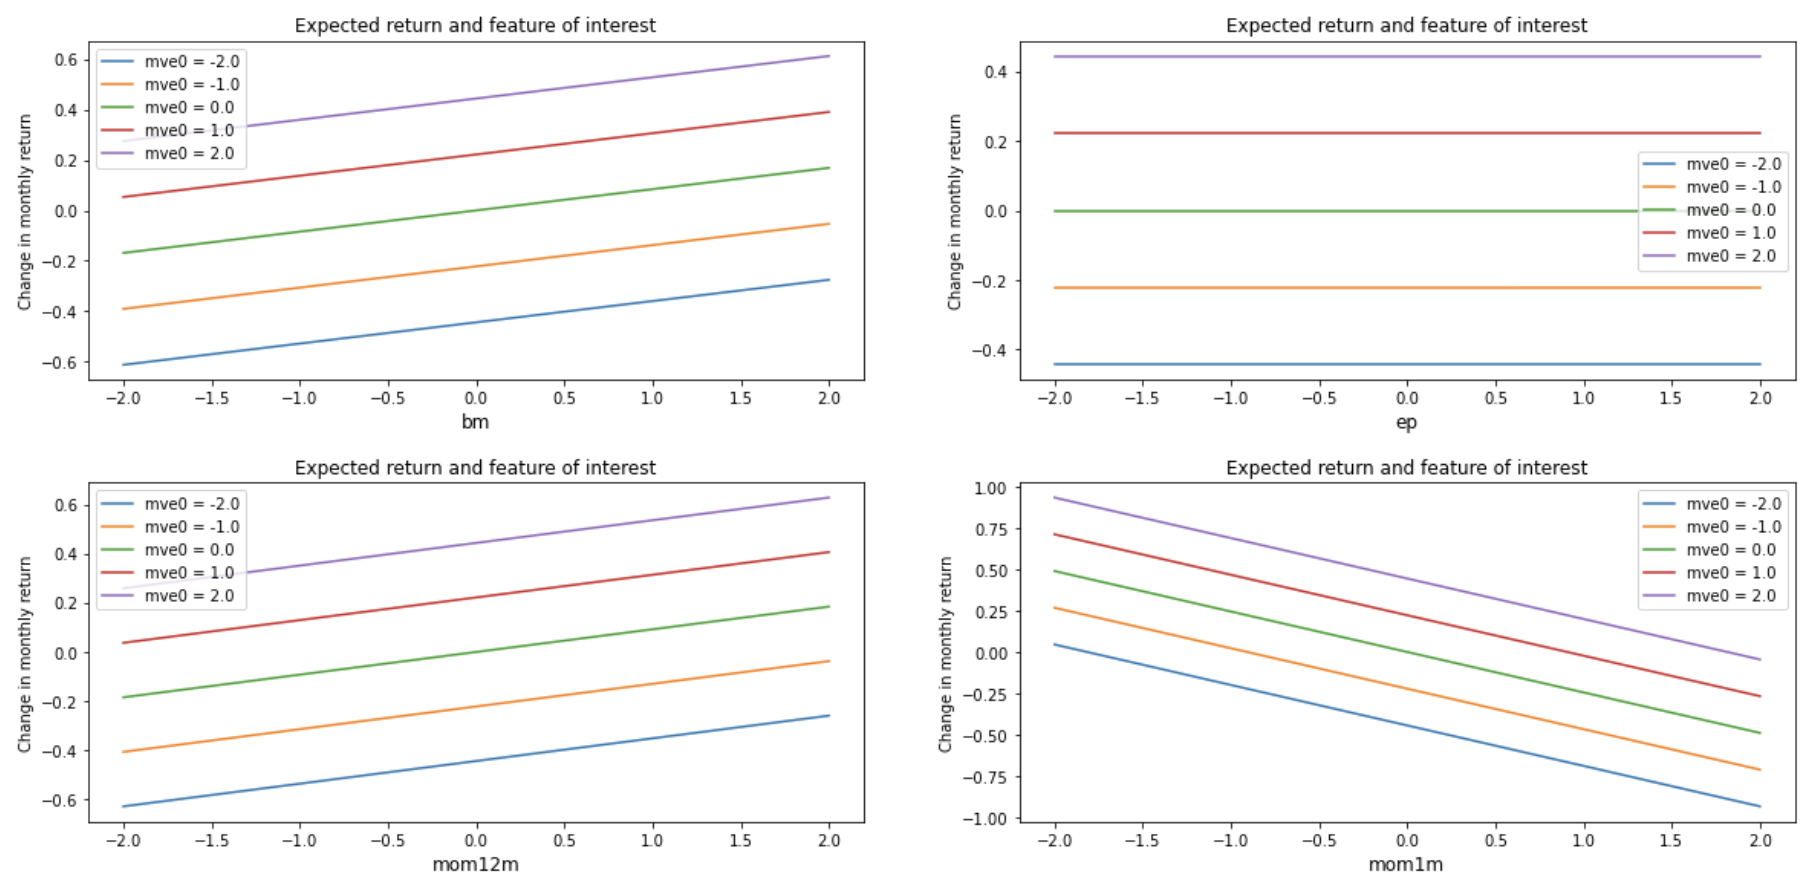 Expected return and feature of interest
Change in monthly return
0.6
0.4
0.2
0.0
−0.2
−0.4
−0.6
mve0 = -2.0
mve0 = -1.0
mve0 = 0.0
mve0 = 1.0
mve0 = 2.0
−2.0 −1.5 −1.0 −0.5 0.0 0.5 1.0 1.5 2.0
bm
Expected return and feature of interest
Change in monthly return
0.4
0.2
0.0
−0.2
−0.4
mve0 = -2.0
mve0 = -1.0
mve0 = 0.0
mve0 = 1.0
mve0 = 2.0
−2.0 −1.5 −1.0 −0.5 0.0 0.5 1.0 1.5 2.0
ep
Expected return and feature of interest
Change in monthly return
0.6
0.4
0.2
0.0
−0.2
−0.4
−0.6
mve0 = -2.0
mve0 = -1.0
mve0 = 0.0
mve0 = 1.0
mve0 = 2.0
−2.0 −1.5 −1.0 −0.5 0.0 0.5 1.0 1.5 2.0
mom12m
Expected return and feature of interest
Change in monthly return
1.00
0.75
0.50
0.25
0.00
−0.25
−0.50
−0.75
−1.00
mve0 = -2.0
mve0 = -1.0
mve0 = 0.0
mve0 = 1.0
mve0 = 2.0
−2.0 −1.5 −1.0 −0.5 0.0 0.5 1.0 1.5 2.0
mom1m